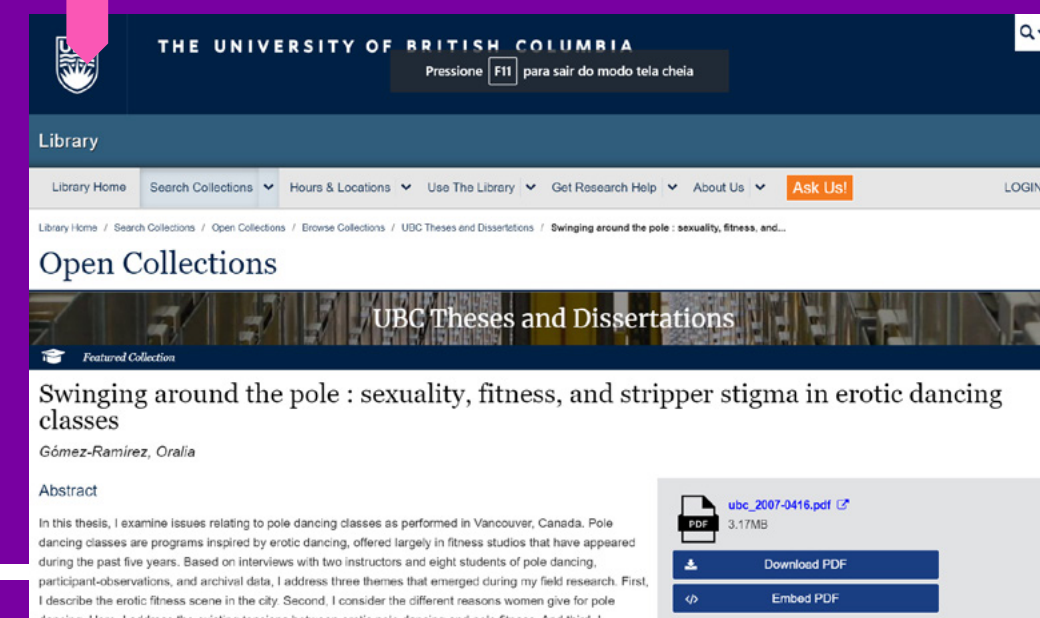 THE UNIVERSITY OF BRITISH COLUMBIA
Pressione F11 para sair do modo tela cheia
Library
Library Home Search Collections Hours & Locations Use The Library Get Research Help About Us Ask Us! LOGIN
Library Home / Search Collections / Open Collections / Browse Collections / UBC Theses and Dissertations / Swinging around the pole : sexuality, fitness, and...
Open Collections
UBC Theses and Dissertations
Featured Collection
Swinging around the pole : sexuality, fitness, and stripper stigma in erotic dancing
classes
Gómez-Ramírez, Oralia
Abstract
In this thesis, I examine issues relating to pole dancing classes as performed in Vancouver, Canada. Pole
dancing classes are programs inspired by erotic dancing, offered largely in fitness studios that have appeared
during the past five years. Based on interviews with two instructors and eight students of pole dancing,
participant-observations, and archival data, I address three themes that emerged during my field research. First,
I describe the erotic fitness scene in the city. Second, I consider the different reasons women give for pole
PDF
ubc_2007-0416.pdf
3.17MB
Download PDF
Embed PDF